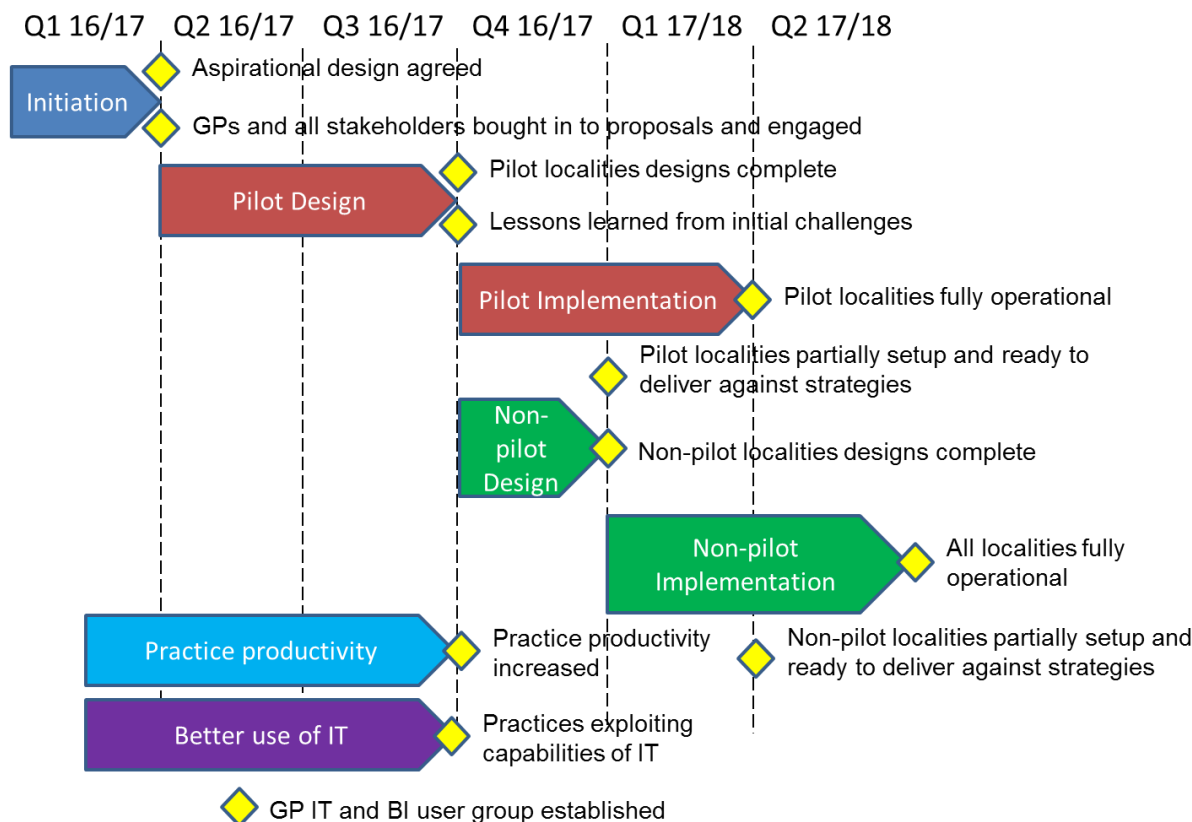 Q1 16/17 Q2 16/17 Q3 16/17 Q4 16/17 Q1 17/18 Q2 17/18
Aspirational design agreed
Initiation
GPs and all stakeholders bought in to proposals and engaged
Pilot localities designs complete
Pilot Design
Lessons learned from initial challenges
Pilot Implementation
Pilot localities fully operational
Pilot localities partially setup and ready to
deliver against strategies
Non-
pilot
Design
Non-pilot localities designs complete
Non-pilot
Implementation
All localities fully
operational
Practice productivity
Practice productivity
increased
Non-pilot localities partially setup and
ready to deliver against strategies
Better use of IT
Practices exploiting
capabilities of IT
GP IT and BI user group established